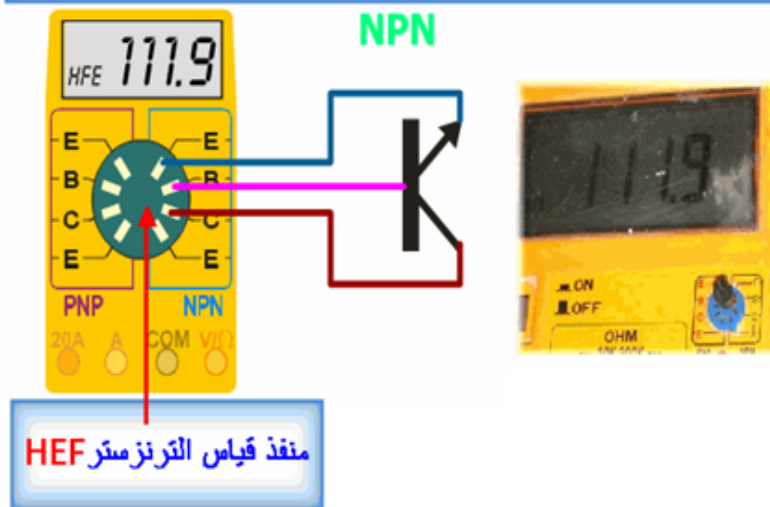 NPN
HFE 111.9
E E
B B
C C
E E
PNP NPN
20A A COM V/Ω
منفذ قياس الترنزستر HEF
111.9
ON
OFF
OHM